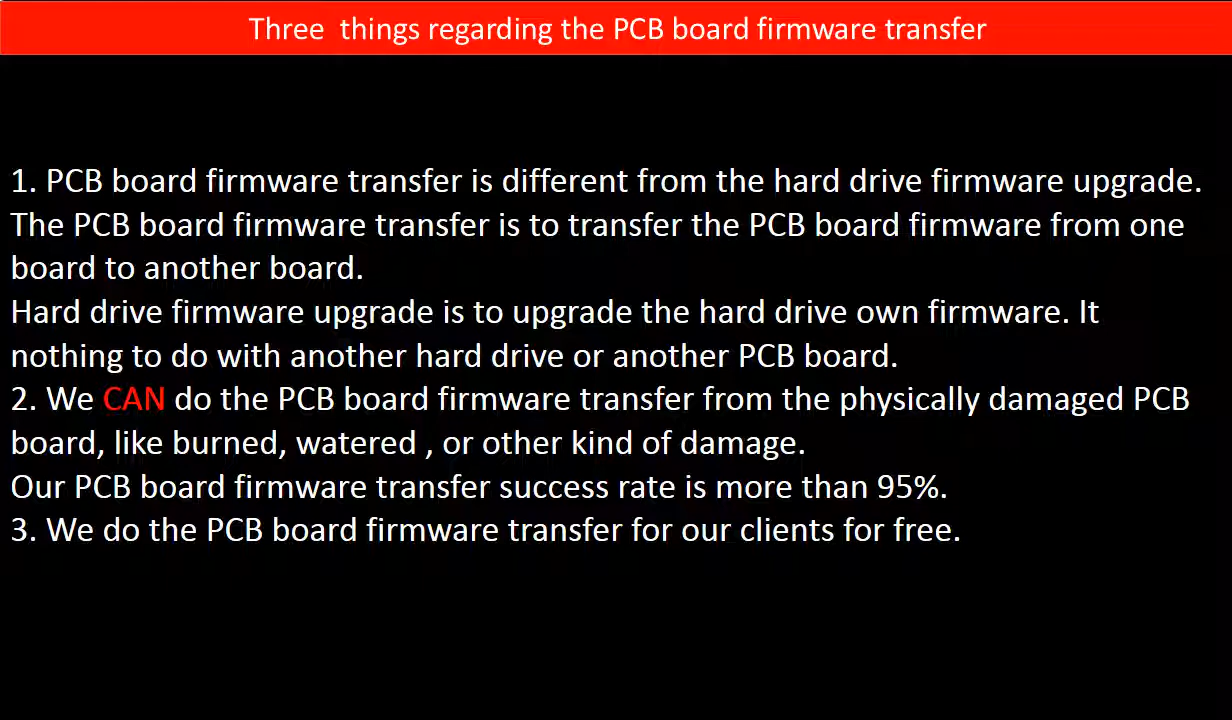 Three  things regarding the PCB board firmware transfer
1. PCB board firmware transfer is different from the hard drive firmware upgrade.
The PCB board firmware transfer is to transfer the PCB board firmware from one
board to another board.
Hard drive firmware upgrade is to upgrade the hard drive own firmware. It
nothing to do with another hard drive or another PCB board.
2. We CAN do the PCB board firmware transfer from the physically damaged PCB
board, like burned, watered , or other kind of damage.
Our PCB board firmware transfer success rate is more than 95%.
3. We do the PCB board firmware transfer for our clients for free.